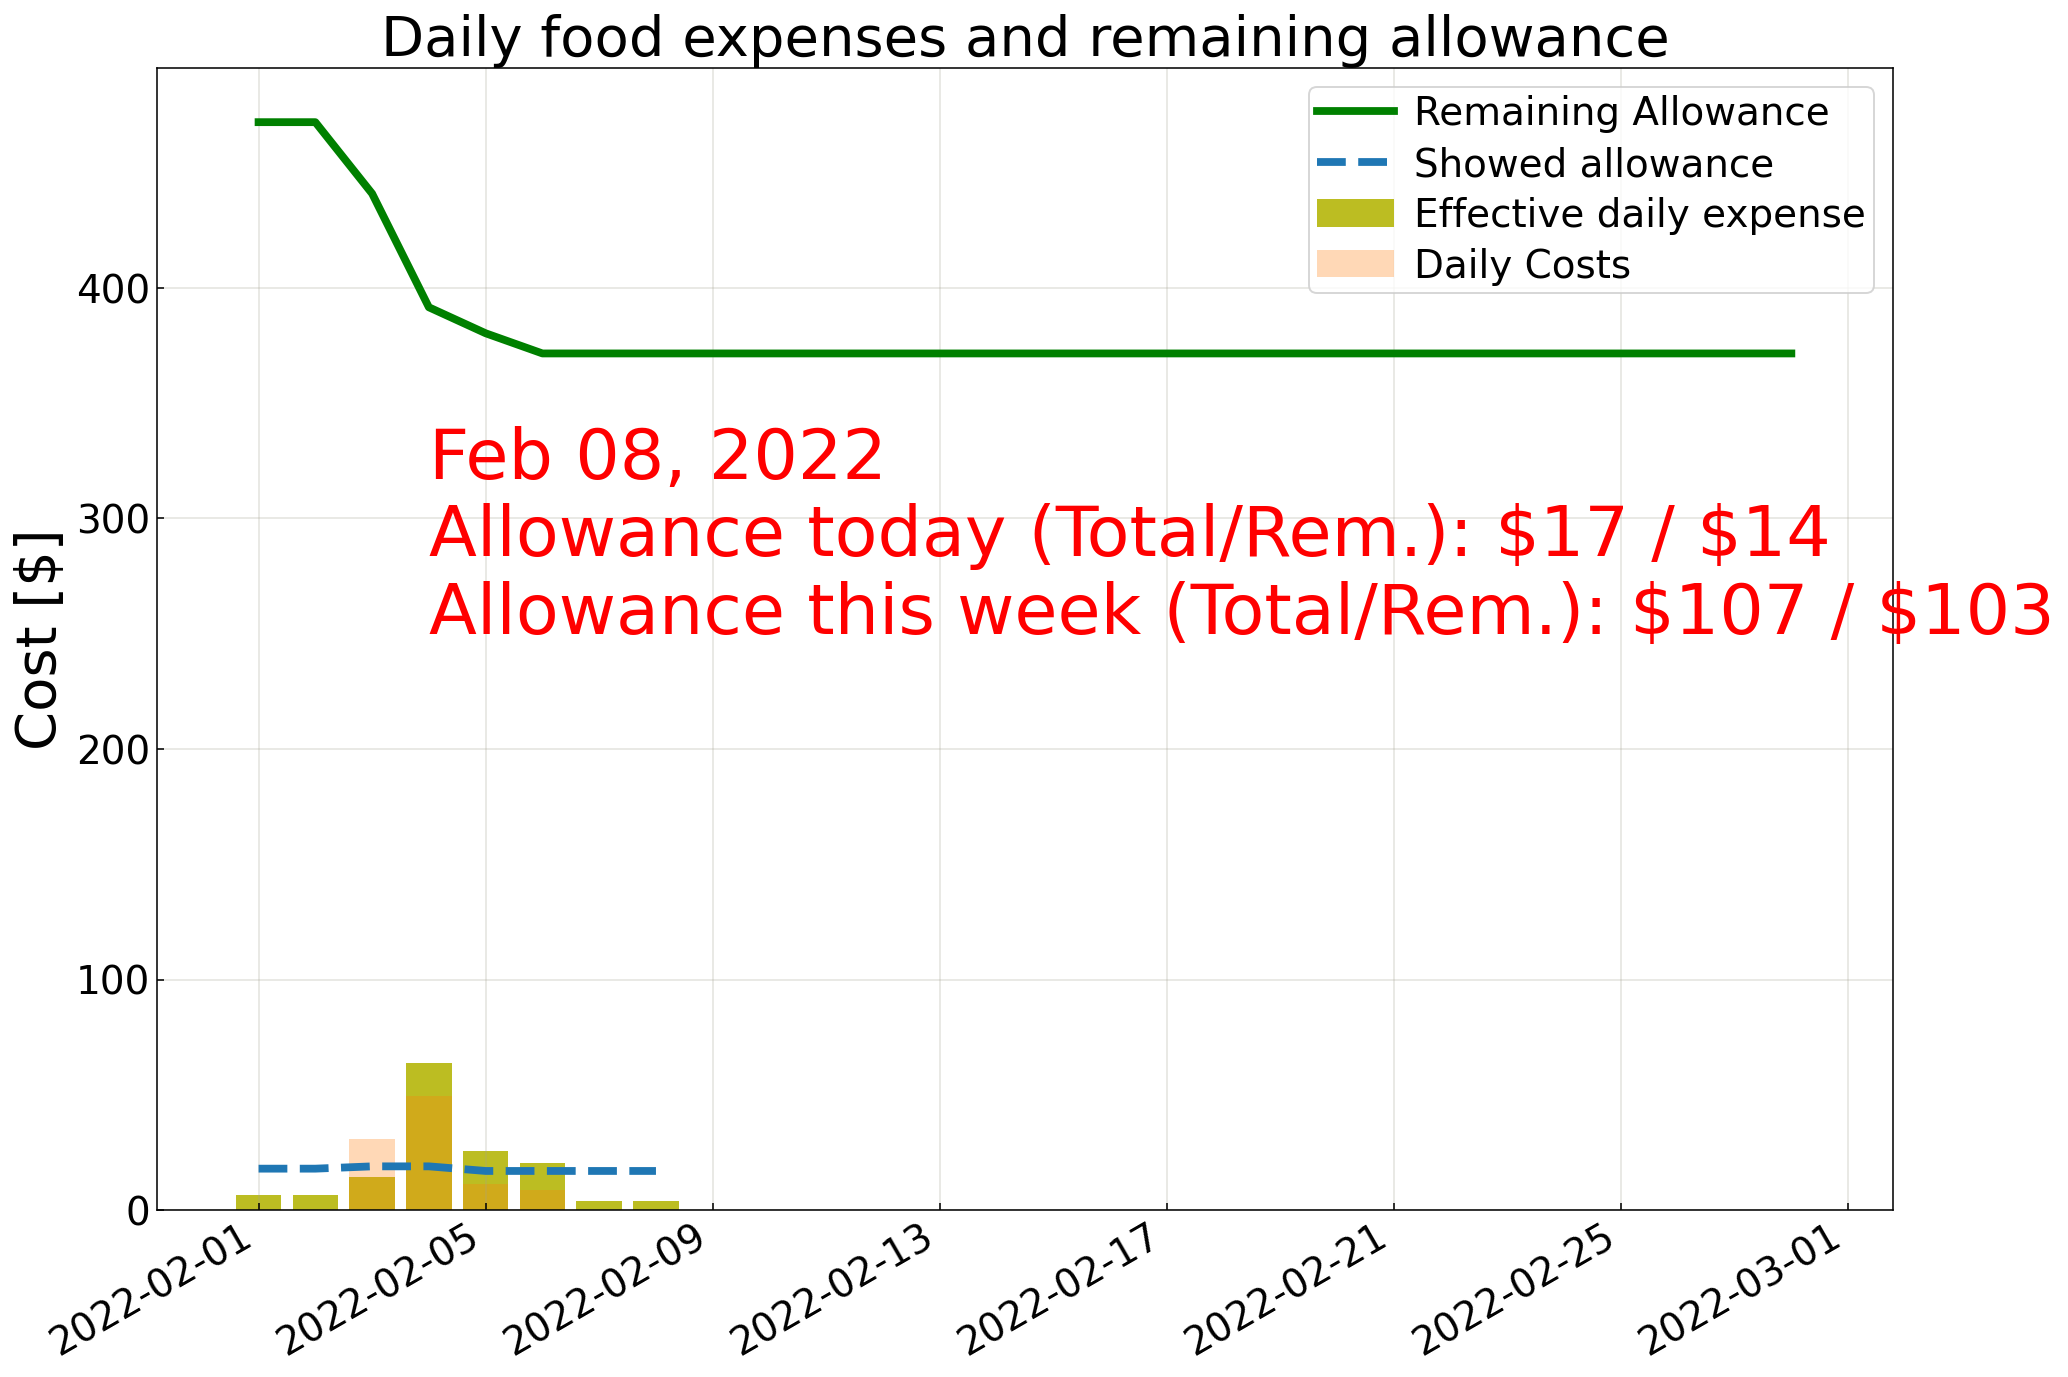 Daily food expenses and remaining allowance
Remaining Allowance
Showed allowance
Effective daily expense
Daily Costs
Cost [$]
400
300
200
100
0
Feb 08, 2022
Allowance today (Total/Rem.): $17 / $14
Allowance this week (Total/Rem.): $107 / $103
2022-02-01
2022-02-05
2022-02-09
2022-02-13
2022-02-17
2022-02-21
2022-02-25
2022-03-01